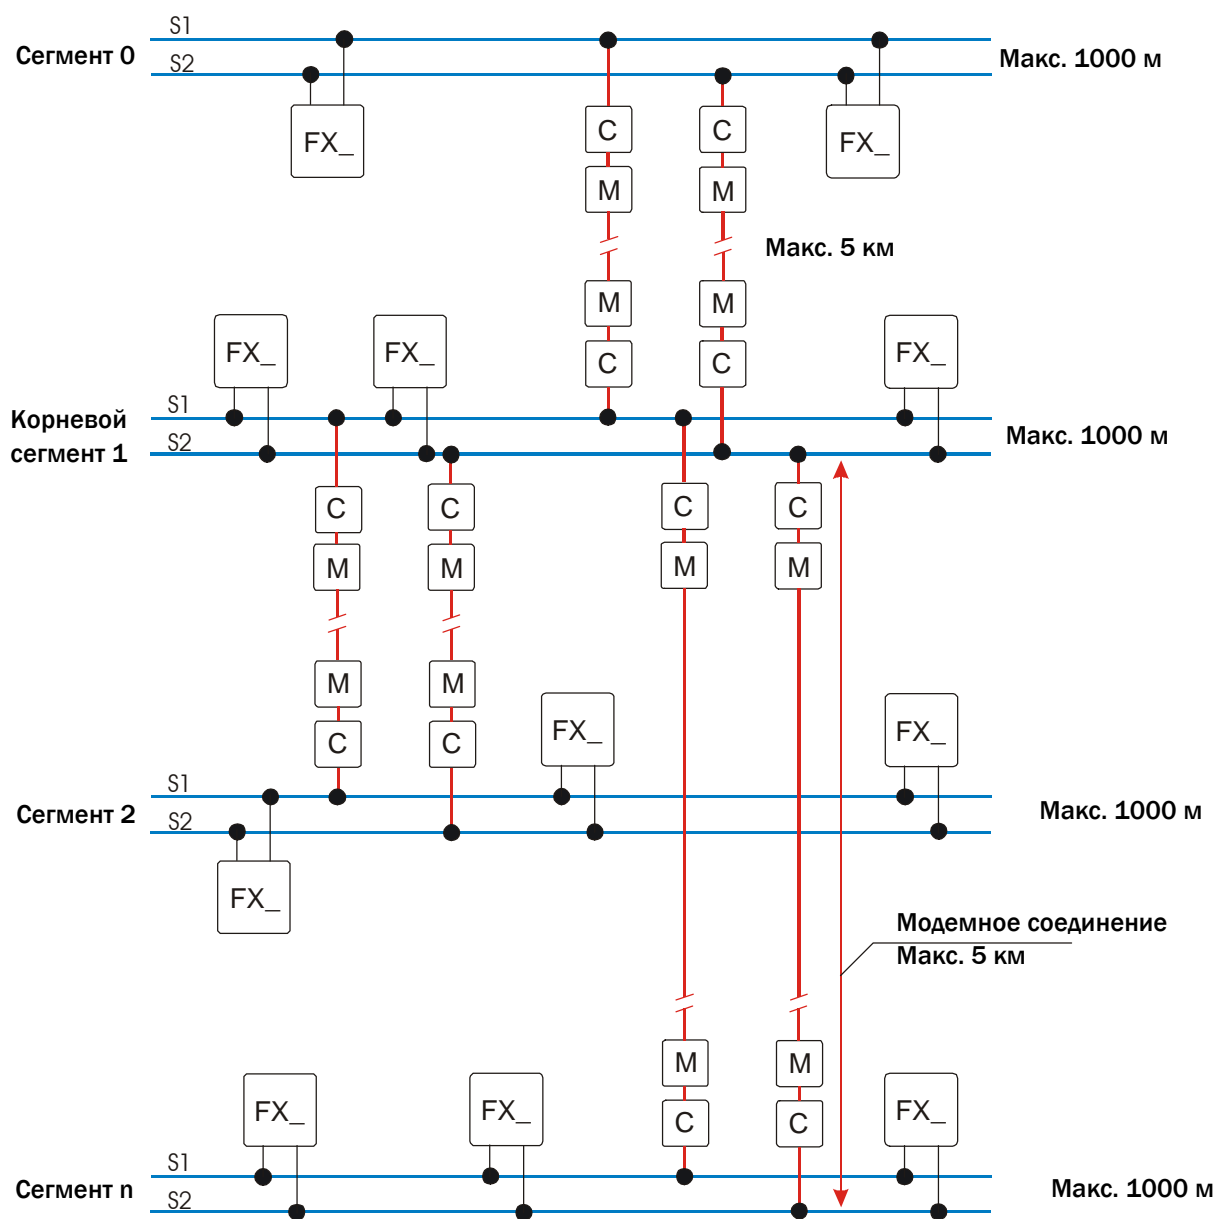 S1
Сегмент 0
S2
Макс. 1000 м
FX_
C
C
FX_
M
M
Макс. 5 км
M
M
FX_
FX_
C
C
FX_
S1
Корневой
сегмент 1
S2
Макс. 1000 м
C
C
C
C
M
M
M
M
M
M
C
C
FX_
FX_
S1
Сегмент 2
S2
Макс. 1000 м
FX_
Модемное соединение
Макс. 5 км
M
M
FX_
FX_
C
C
FX_
S1
Сегмент n
S2
Макс. 1000 м